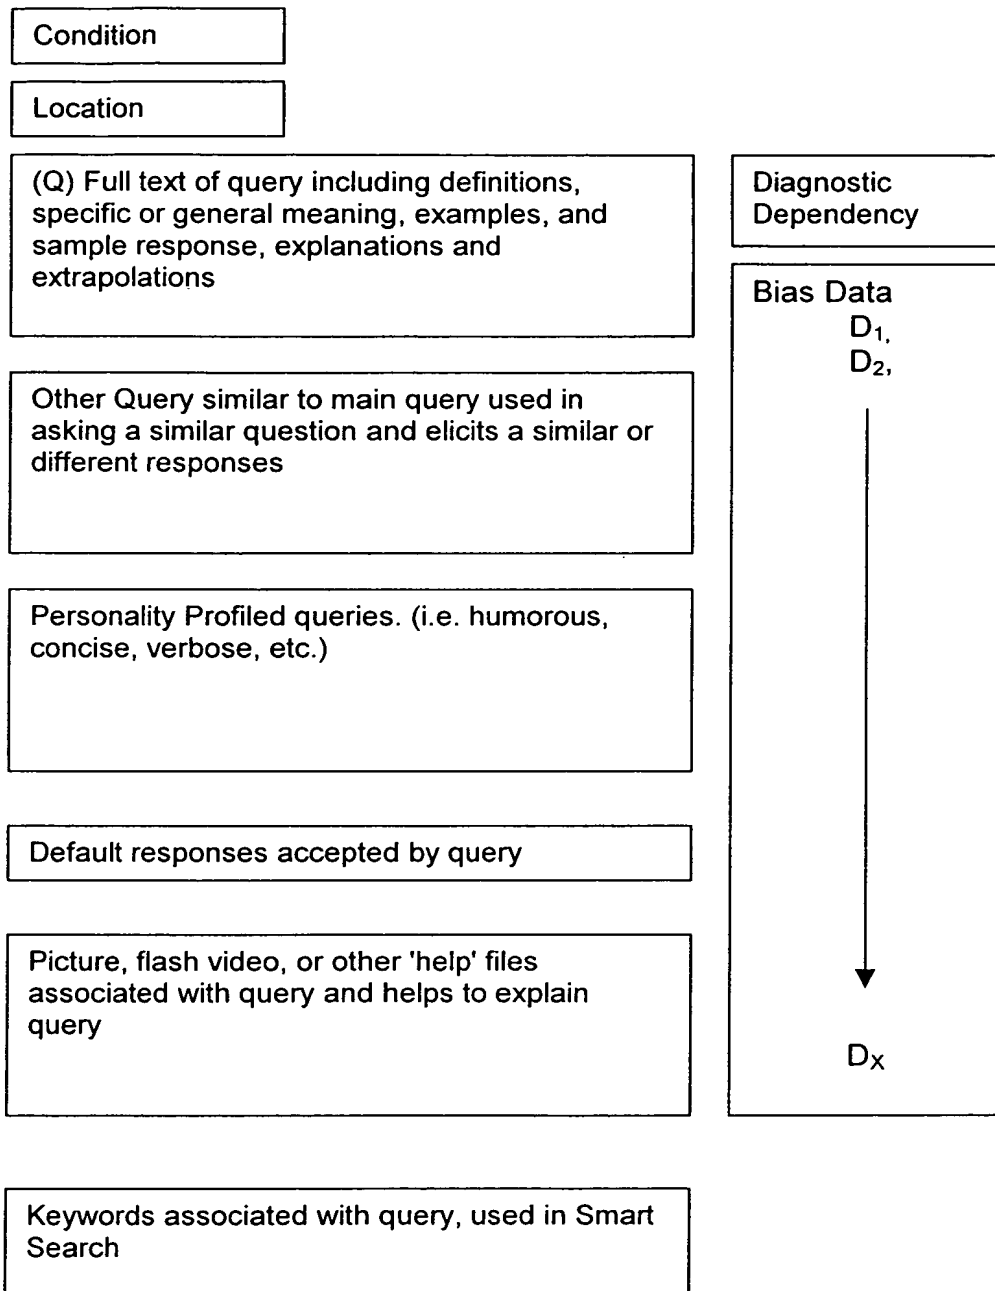 Condition
Location
(Q) Full text of query including definitions,
specific or general meaning, examples, and
sample response, explanations and
extrapolations
Other Query similar to main query used in
asking a similar question and elicits a similar or
different responses
Personality Profiled queries. (i.e. humorous,
concise, verbose, etc.)
Default responses accepted by query
Picture, flash video, or other 'help' files
associated with query and helps to explain
query
Keywords associated with query, used in Smart
Search
Diagnostic
Dependency
Bias Data
D1,
D2,
DX